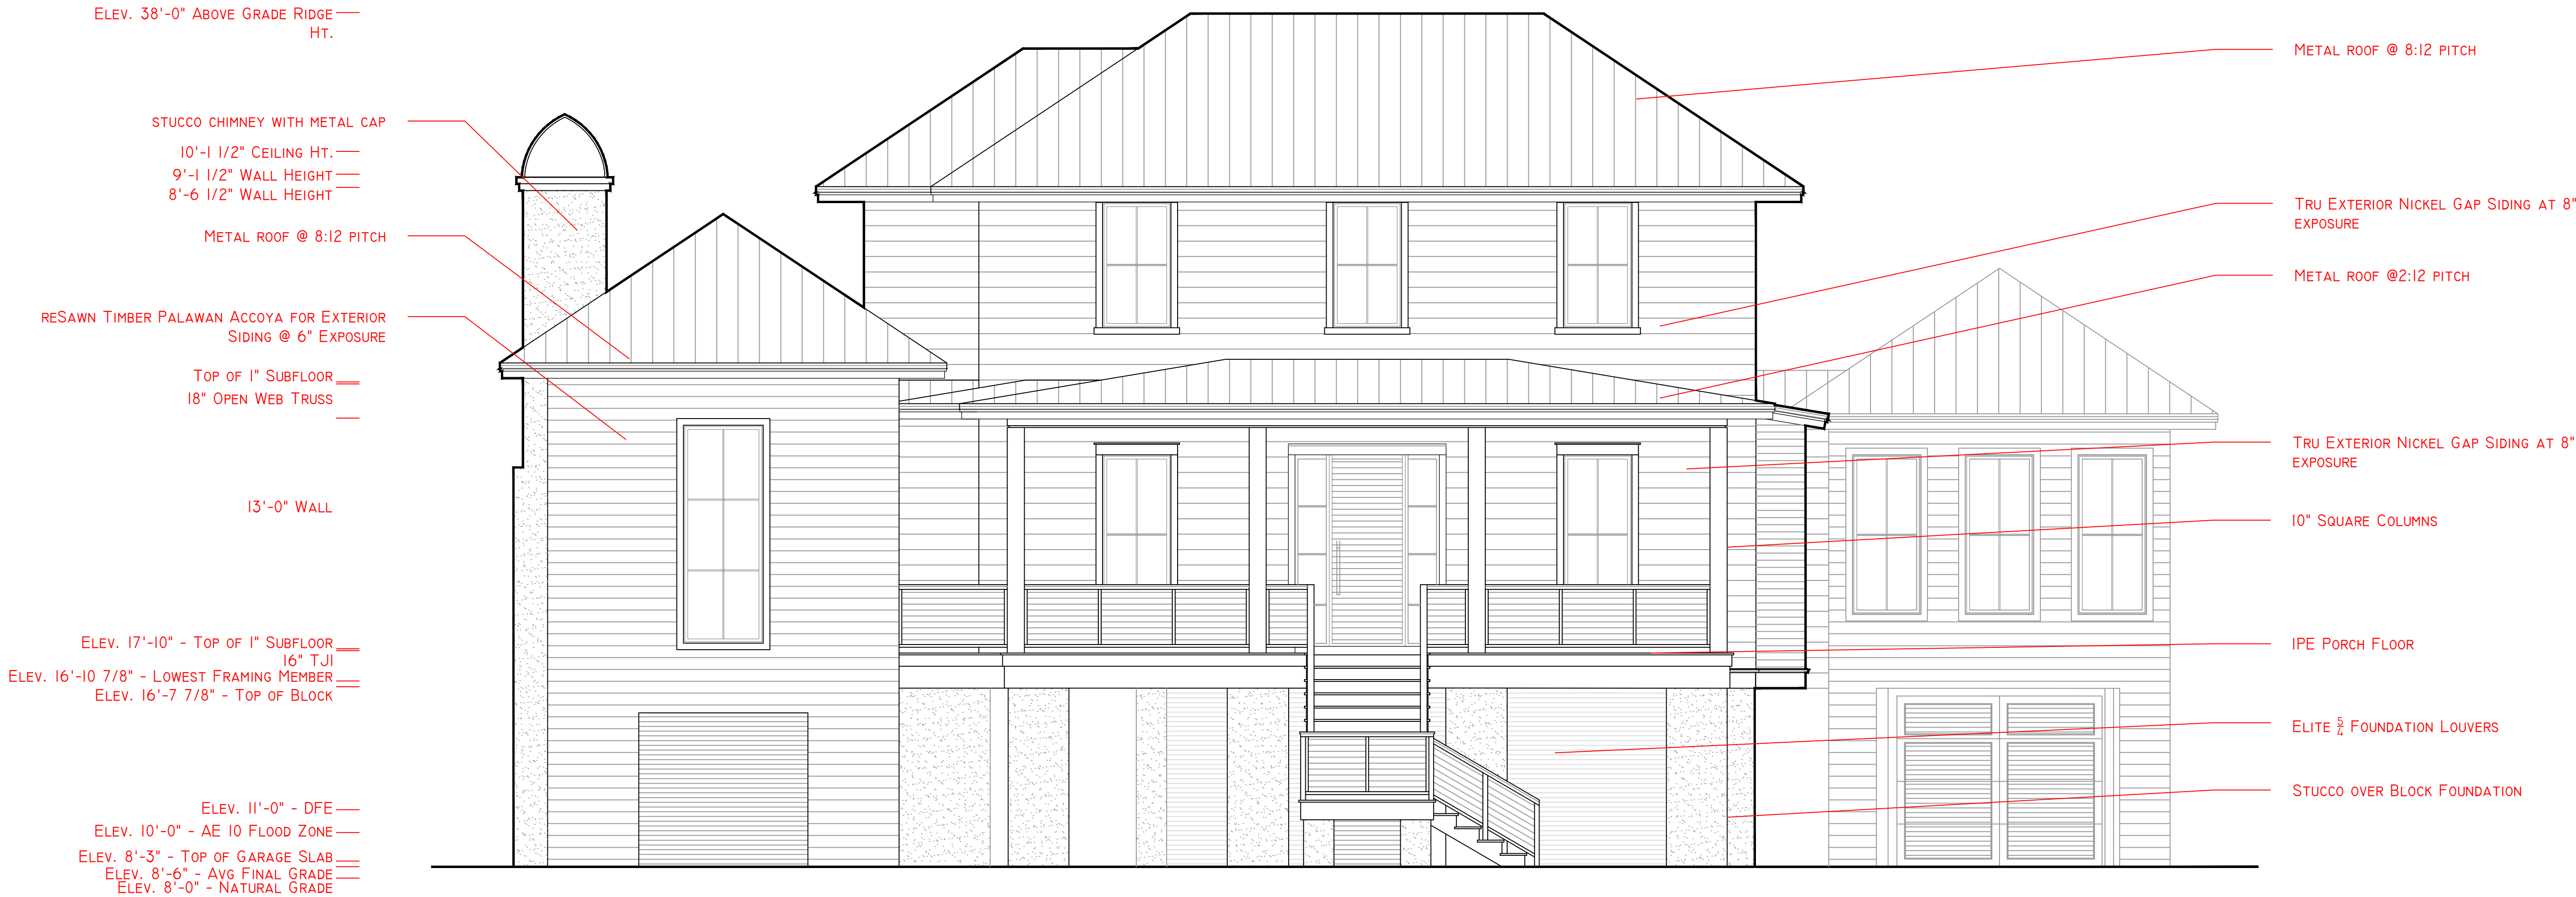 Elev. 38'-0" Above Grade Ridge
Ht.
stucco chimney with metal cap
10'-1 1/2" Ceiling Ht.
9'-1 1/2" Wall Height
8'-6 1/2" Wall Height
Metal roof @ 8:12 pitch
reSawn Timber Palawan Accoya for Exterior
Siding @ 6" Exposure
Top of 1" Subfloor
18" Open Web Truss
13'-0" Wall
Elev. 17'-10" - Top of 1" Subfloor
16" TJI
Elev. 16'-10 7/8" - Lowest Framing Member
Elev. 16'-7 7/8" - Top of Block
Elev. 11'-0" - DFE
Elev. 10'-0" - AE 10 Flood Zone
Elev. 8'-3" - Top of Garage Slab
Elev. 8'-6" - Avg Final Grade
Elev. 8'-0" - Natural Grade
Metal roof @ 8:12 pitch
Tru Exterior Nickel Gap Siding at 8"
exposure
Metal roof @2:12 pitch
Tru Exterior Nickel Gap Siding at 8"
exposure
10" Square Columns
IPE Porch Floor
Elite 5/4 Foundation Louvers
Stucco over Block Foundation